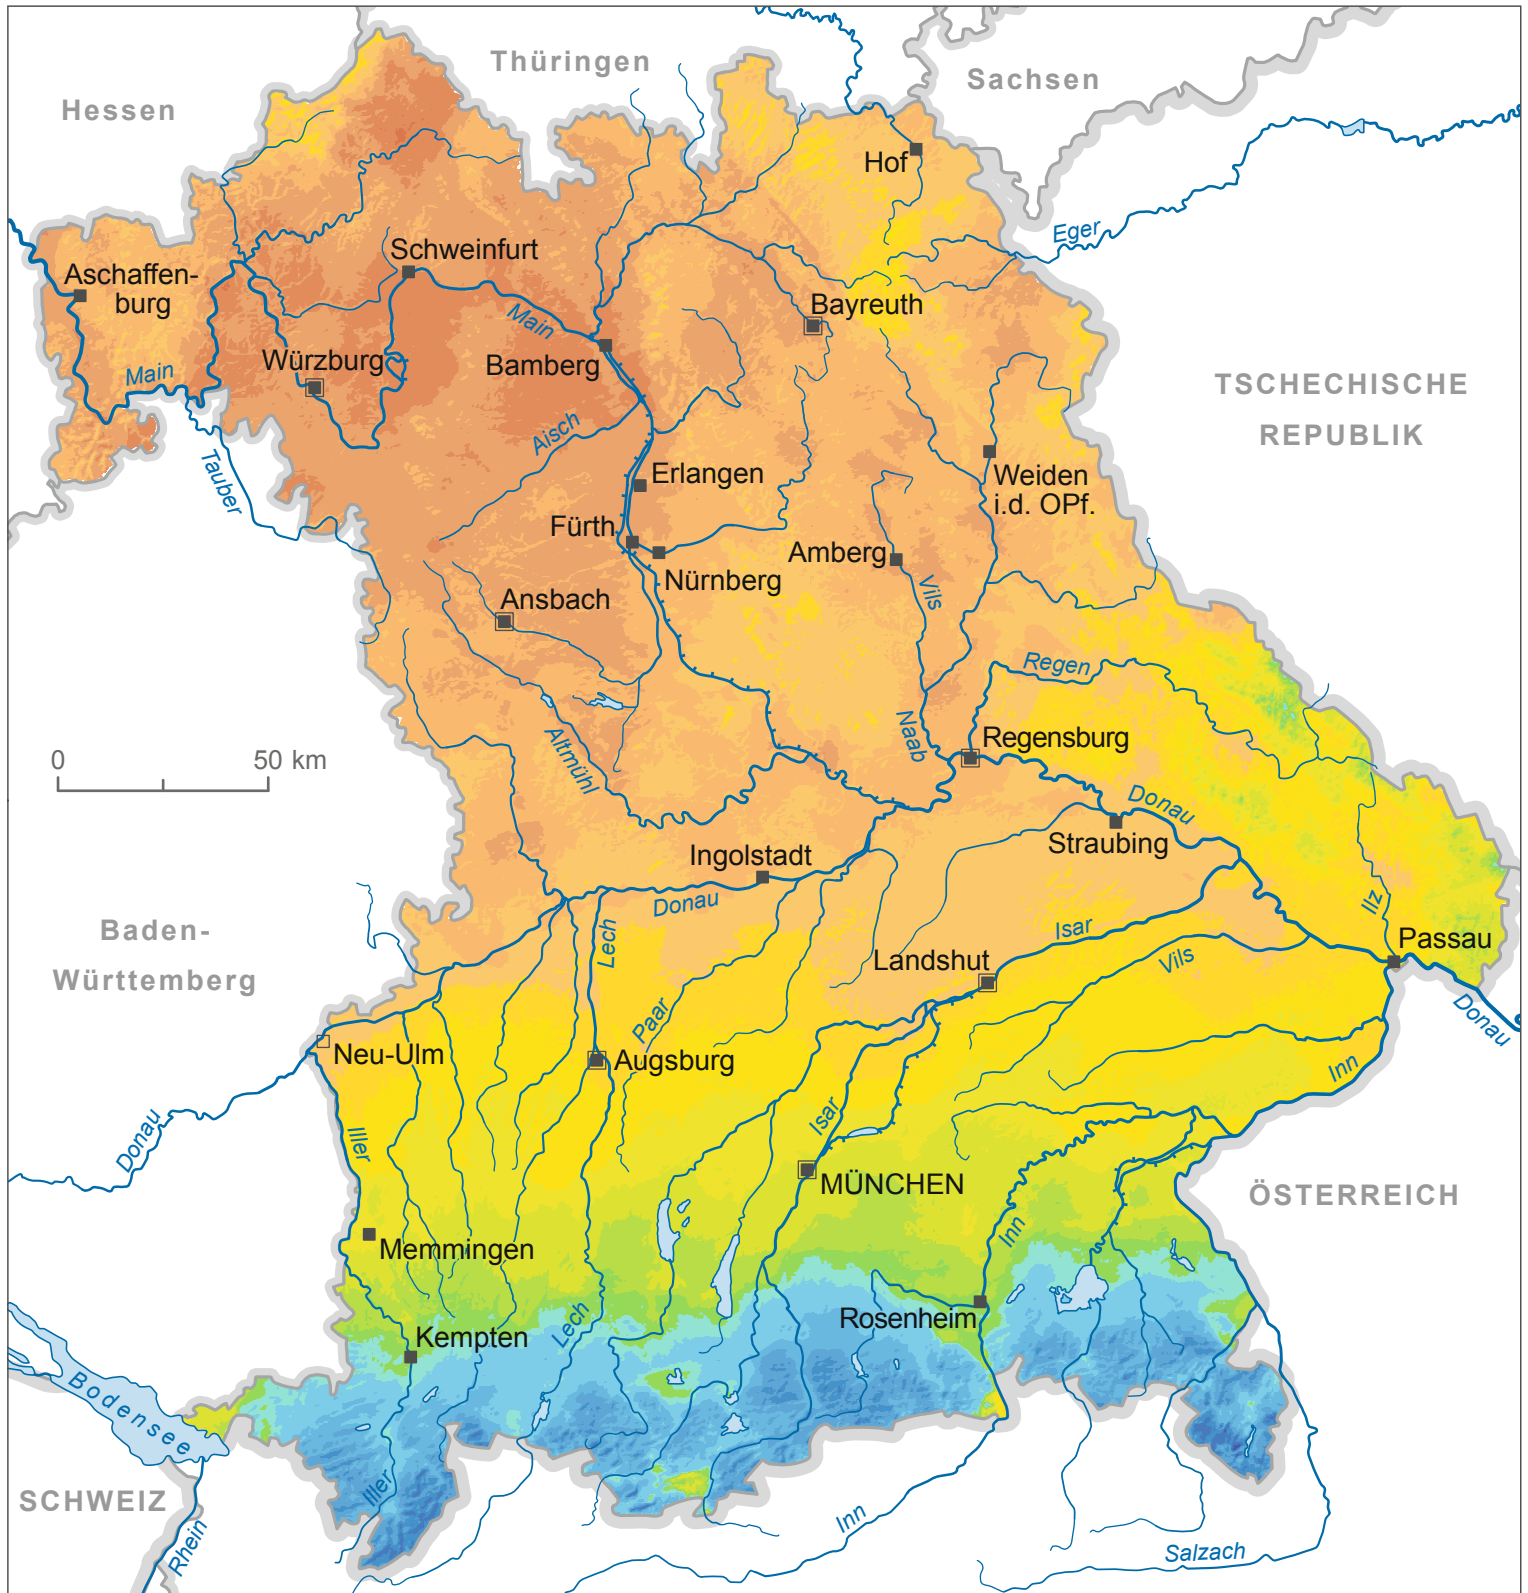 Thüringen
Sachsen
Hessen
Hof
Eger
Schweinfurt
Aschaffen-
burg
Bayreuth
Main
Bamberg
Würzburg
Main
TSCHECHISCHE
REPUBLIK
Aisch
Tauber
Erlangen
Weiden
i.d. OPf.
Fürth
Amberg
Nürnberg
Vils
Ansbach
Regen
Naab
Regensburg
Altmühl
0
50 km
Donau
Straubing
Ingolstadt
Donau
Ilz
Baden-
Württemberg
Lech
Isar
Passau
Landshut
Vils
Paar
Donau
Neu-Ulm
Augsburg
Inn
Isar
Donau
Iller
MÜNCHEN
ÖSTERREICH
Inn
Memmingen
Rosenheim
Lech
Kempten
Bodensee
Iller
SCHWEIZ
Inn
Rhein
Salzach